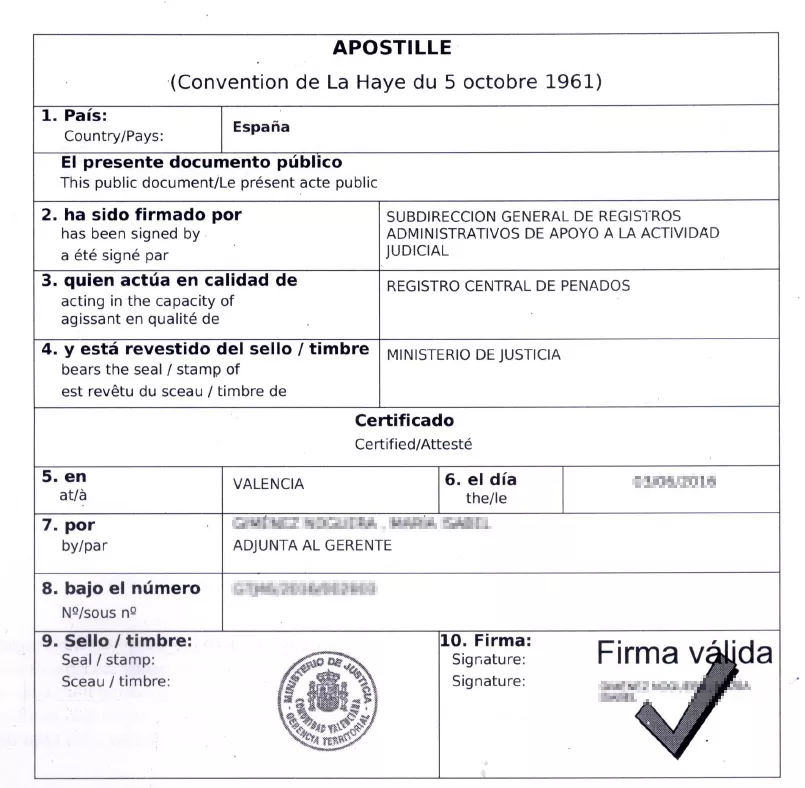 APOSTILLE
(Convention de La Haye du 5 octobre 1961)
1. País:
Country/Pays:
España
El presente documento público
This public document/Le présent acte public
2. ha sido firmado por
has been signed by
a été signé par
SUBDIRECCION GENERAL DE REGISTROS
ADMINISTRATIVOS DE APOYO A LA ACTIVIDAD
JUDICIAL
3. quien actúa en calidad de
acting in the capacity of
agissant en qualité de
REGISTRO CENTRAL DE PENADOS
4. y está revestido del sello / timbre
bears the seal / stamp of
est revêtu du sceau / timbre de
MINISTERIO DE JUSTICIA
Certificado
Certified/Attesté
5. en
at/à
VALENCIA
6. el día
the/le
7. por
by/par
ADJUNTA AL GERENTE
8. bajo el número
Nº/sous nº
9. Sello / timbre:
Seal / stamp:
Sceau / timbre:
MINISTERIO DE JUSTICIA
COMUNIDAD VALENCIANA
GERENCIA TERRITORIAL
10. Firma:
Signature:
Signature:
Firma válida